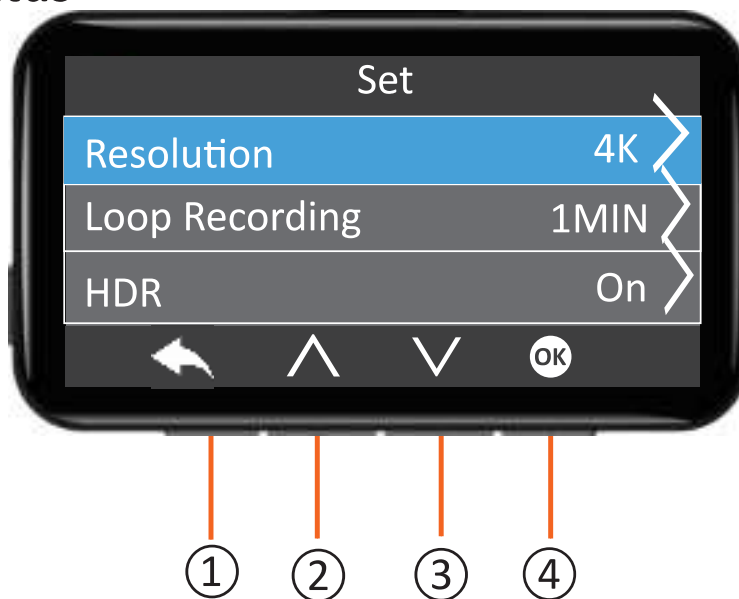 Set
Resolution 4K
Loop Recording 1MIN
HDR On
OK
① ② ③ ④